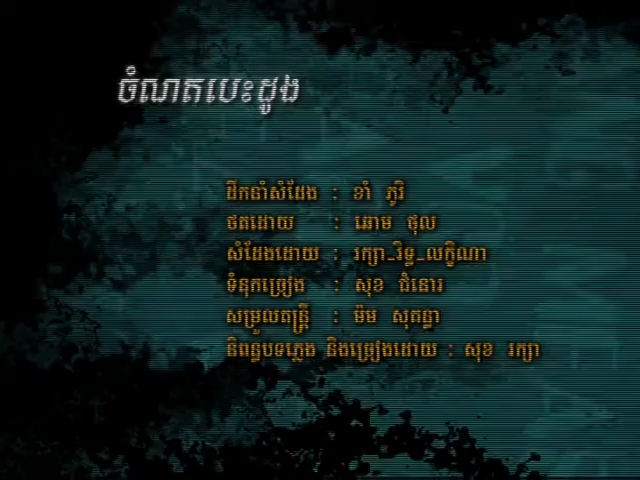 ចំណតបេះដូង
ដឹកនាំសំដែង : ខាំ ភូរិ
ថតដោយ : ឆោម ថុល
សំដែងដោយ : រក្សា_រិទ្ធ_លក្ខិណា
ទំនុកច្រៀង : សុខ ជំនោរ
សម្រួលតន្ត្រី : ម៉ម សុតន្ធា
និពន្ធបទភ្លេង និងច្រៀងដោយ : សុខ រក្សា